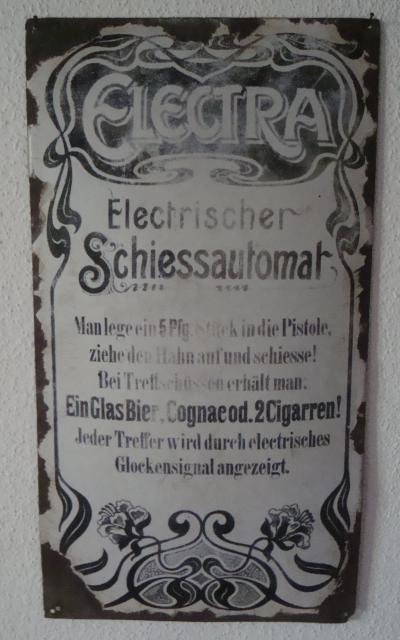 ELECTRA
Electrischer
Schiessautomat
Man lege ein 5 Pfg. Stück in die Pistole,
ziehe den Hahn auf und schiesse!
Bei Treffschüssen erhält man:
Ein Glas Bier, Cognac od. 2 Cigarren!
Jeder Treffer wird durch electrisches
Glockensignal angezeigt.